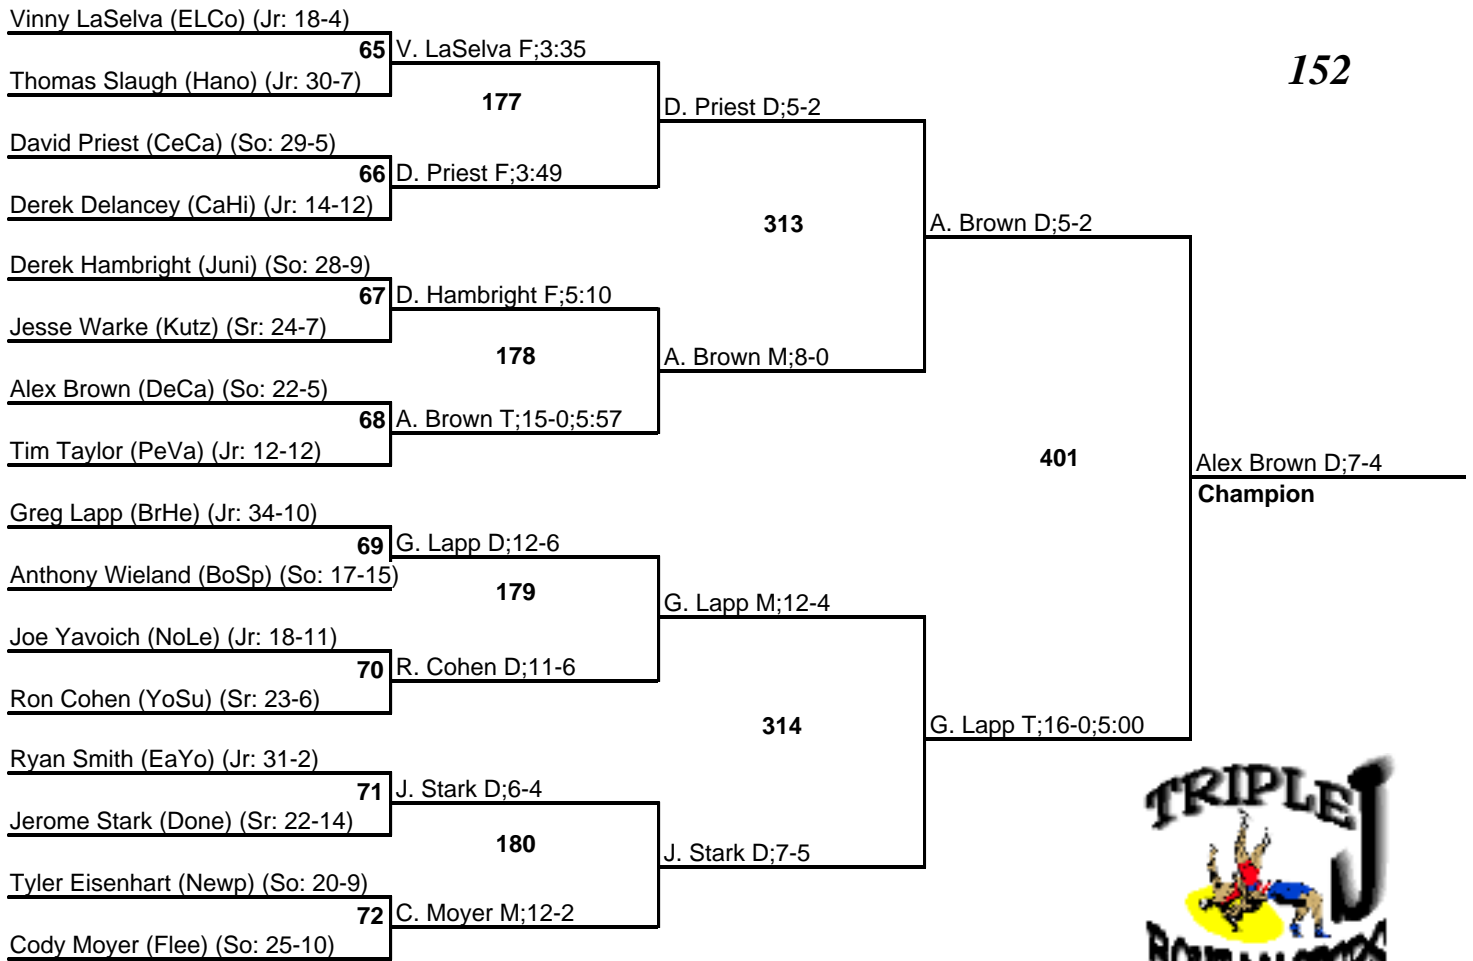 Vinny LaSelva (ELCo) (Jr: 18-4)
65 V. LaSelva F;3:35
152
Thomas Slaugh (Hano) (Jr: 30-7)
177
D. Priest D;5-2
David Priest (CeCa) (So: 29-5)
66 D. Priest F;3:49
Derek Delancey (CaHi) (Jr: 14-12)
313
A. Brown D;5-2
Derek Hambright (Juni) (So: 28-9)
67 D. Hambright F;5:10
Jesse Warke (Kutz) (Sr: 24-7)
178
A. Brown M;8-0
Alex Brown (DeCa) (So: 22-5)
68 A. Brown T;15-0;5:57
Tim Taylor (PeVa) (Jr: 12-12)
401
Alex Brown D;7-4
Champion
Greg Lapp (BrHe) (Jr: 34-10)
69 G. Lapp D;12-6
Anthony Wieland (BoSp) (So: 17-15)
179
G. Lapp M;12-4
Joe Yavoich (NoLe) (Jr: 18-11)
70 R. Cohen D;11-6
Ron Cohen (YoSu) (Sr: 23-6)
314
G. Lapp T;16-0;5:00
Ryan Smith (EaYo) (Jr: 31-2)
71 J. Stark D;6-4
Jerome Stark (Done) (Sr: 22-14)
180
J. Stark D;7-5
Tyler Eisenhart (Newp) (So: 20-9)
72 C. Moyer M;12-2
Cody Moyer (Flee) (So: 25-10)
TRIPLE J